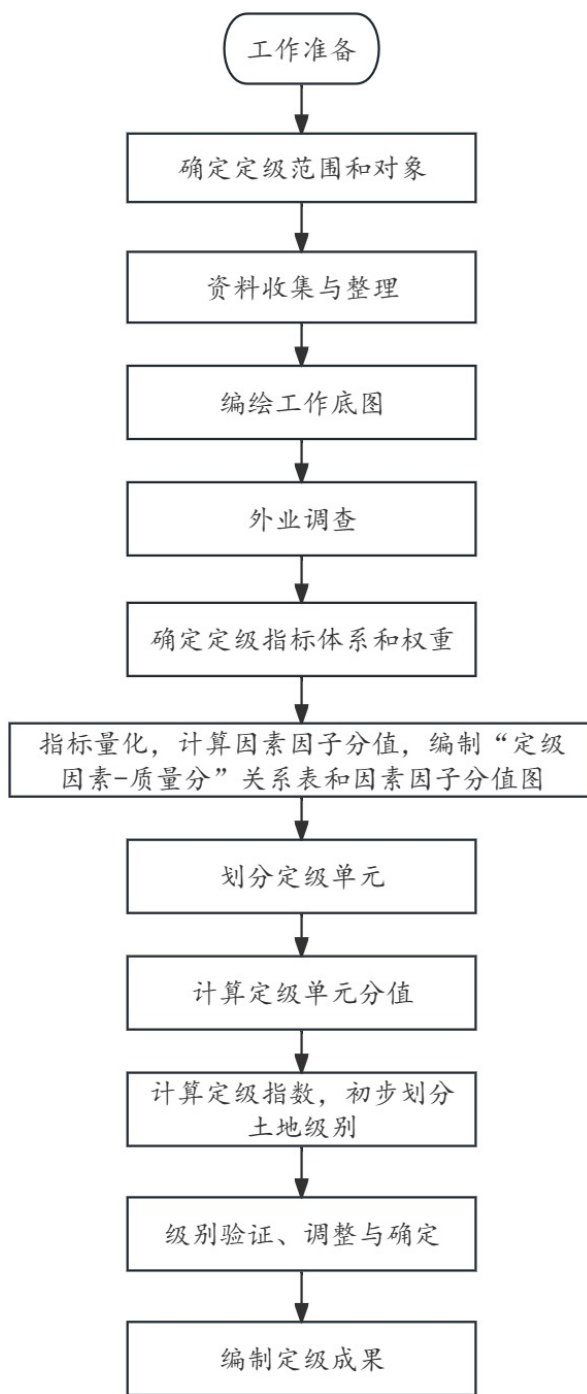 工作准备
确定定级范围和对象
资料收集与整理
编绘工作底图
外业调查
确定定级指标体系和权重
指标量化，计算因素因子分值，编制“定级
因素-质量分”关系表和因素因子分值图
划分定级单元
计算定级单元分值
计算定级指数，初步划分
土地级别
级别验证、调整与确定
编制定级成果